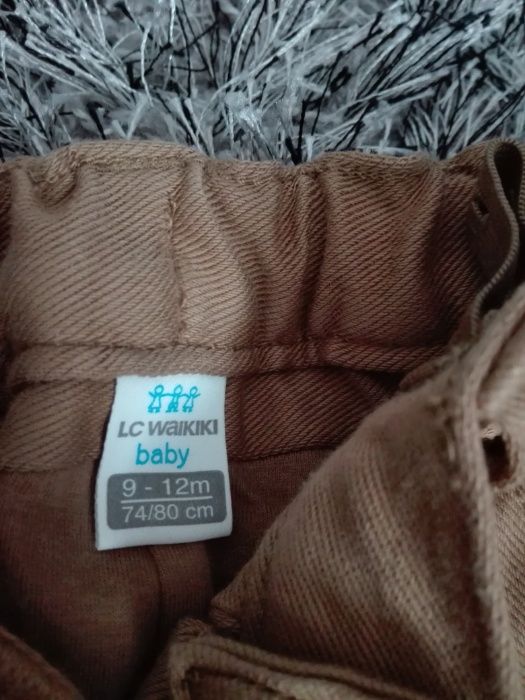 LC WAIKIKI
baby
9 - 12m
74/80 cm